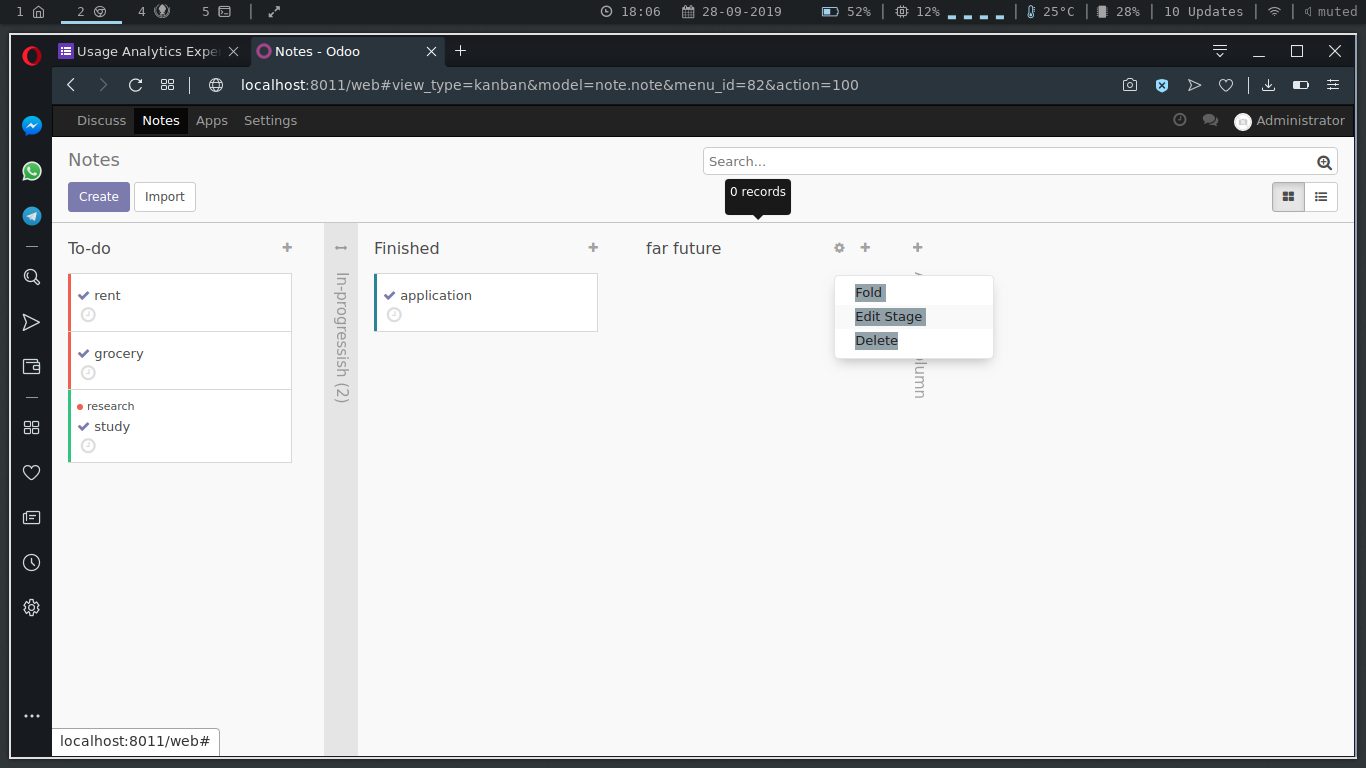 1 2 4 5 18:06 28-09-2019 52% 12% 25°C 28% 10 Updates muted
Usage Analytics Expe
Notes - Odoo
localhost:8011/web#view_type=kanban&model=note.note&menu_id=82&action=100
Discuss Notes Apps Settings Administrator
Notes
Search...
Create Import
0 records
To-do
rent
grocery
research
study
In-progressish (2)
Finished
application
far future
Fold
Edit Stage
Delete
olumn
localhost:8011/web#